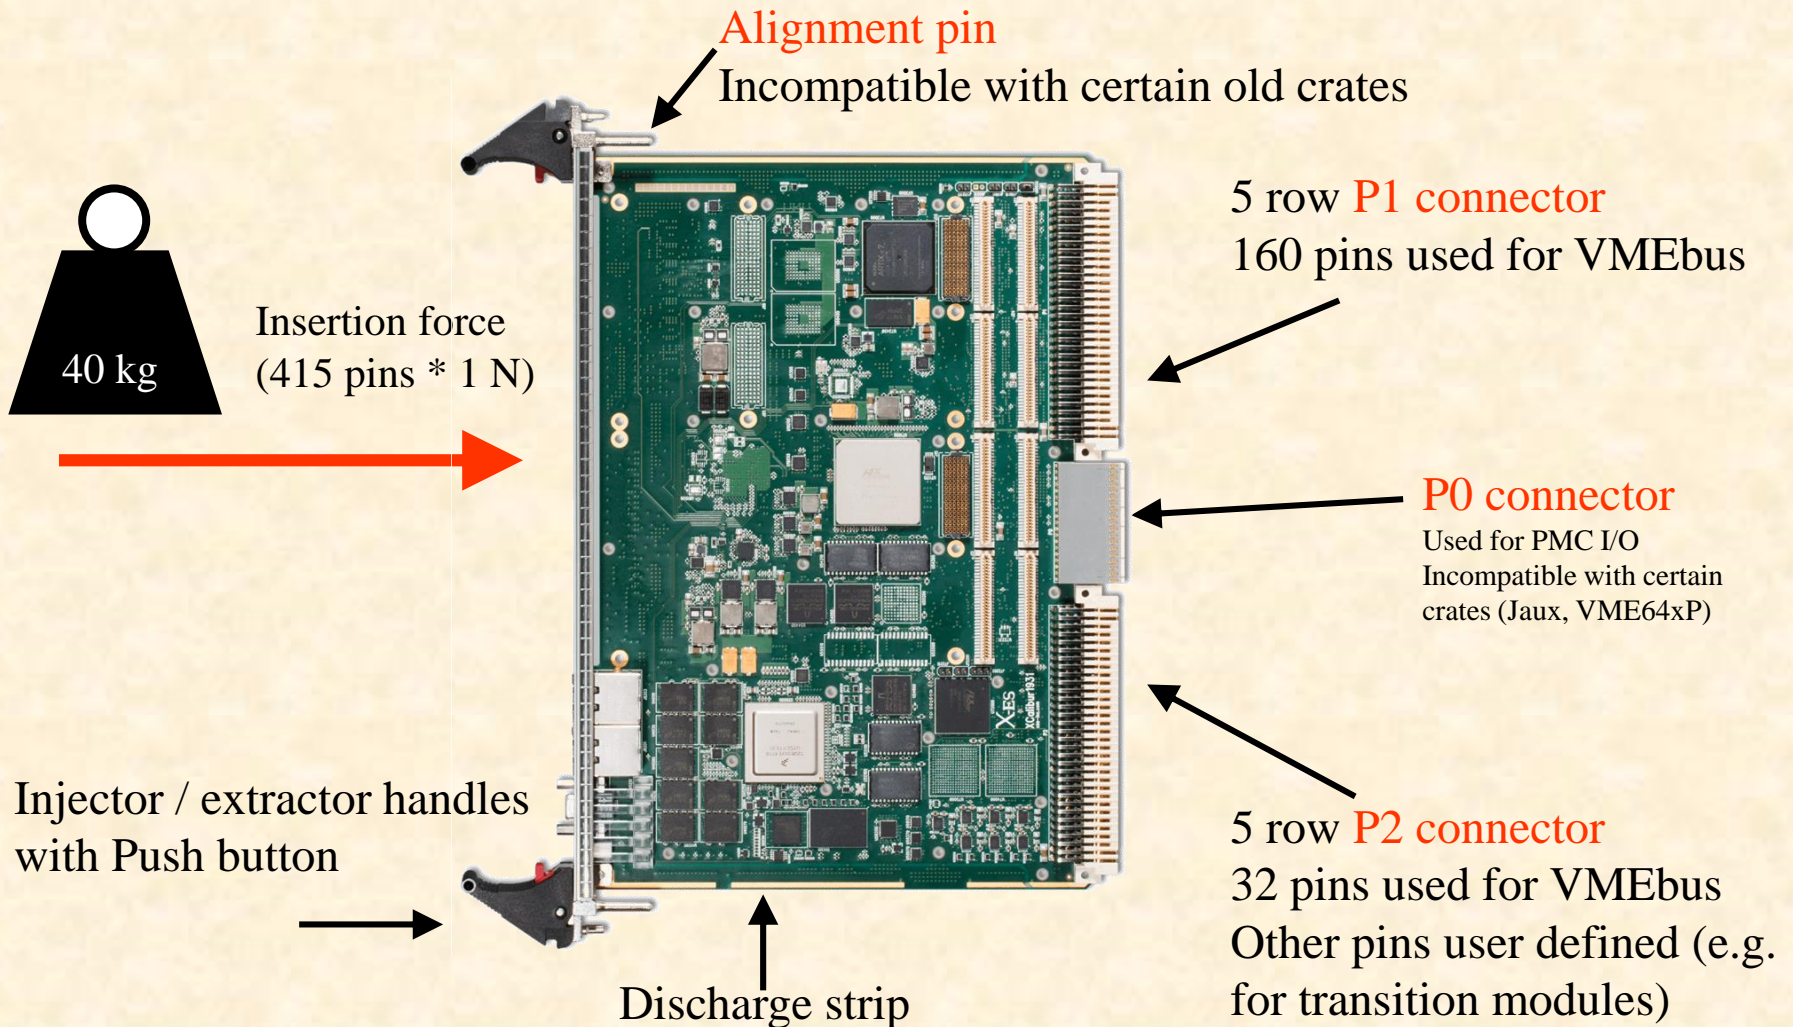 Alignment pin
Incompatible with certain old crates
5 row P1 connector
160 pins used for VMEbus
40 kg
Insertion force
(415 pins * 1 N)
P0 connector
Used for PMC I/O
Incompatible with certain
crates (Jaux, VME64xP)
X-ES
XCalibur1931
Injector / extractor handles
with Push button
5 row P2 connector
32 pins used for VMEbus
Other pins user defined (e.g.
for transition modules)
Discharge strip